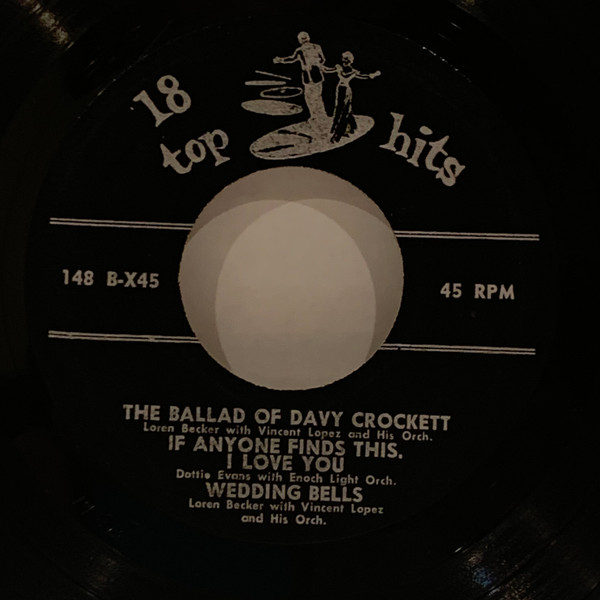 18
top hits
148 B-X45
45 RPM
THE BALLAD OF DAVY CROCKETT
Loren Becker with Vincent Lopez and His Orch.
IF ANYONE FINDS THIS,
I LOVE YOU
Dottie Evans with Enoch Light Orch.
WEDDING BELLS
Loren Becker with Vincent Lopez
and His Orch.